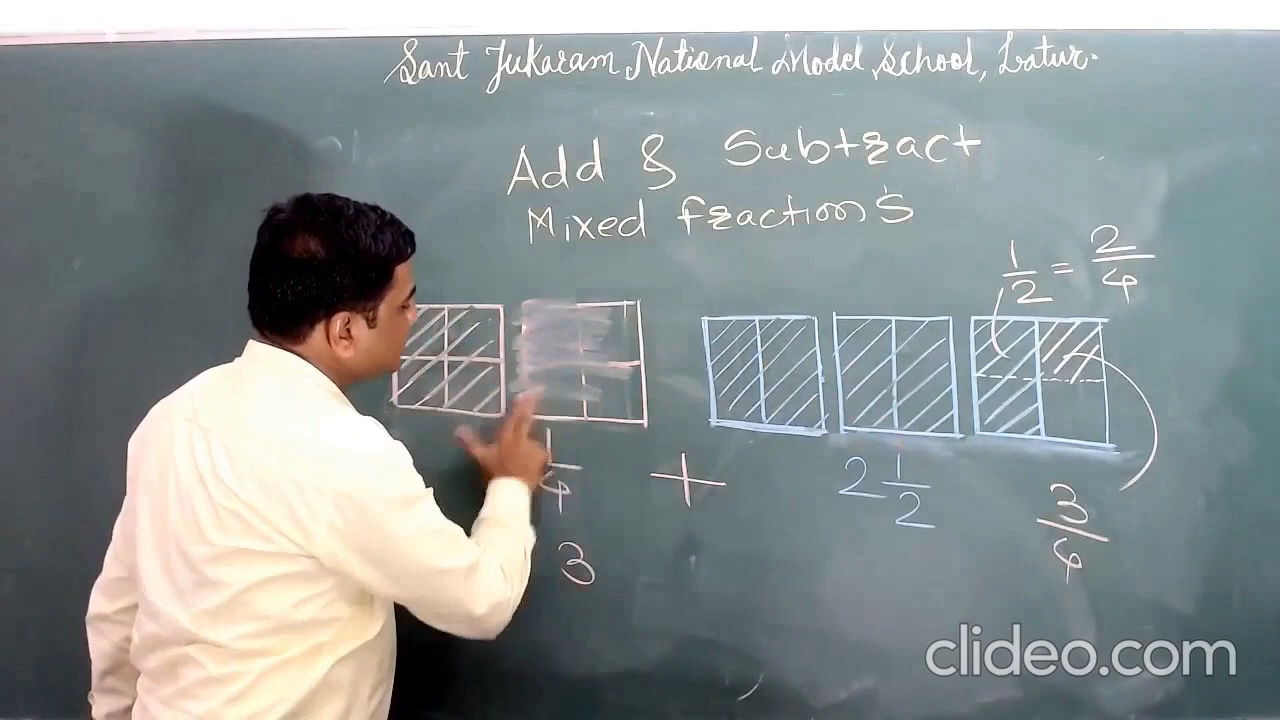 Sant Tukaram National Model School, Latur.
Add & Subtract
Mixed fractions
1/2 = 2/4
1/4 + 2 1/2
3
3/4
clideo.com